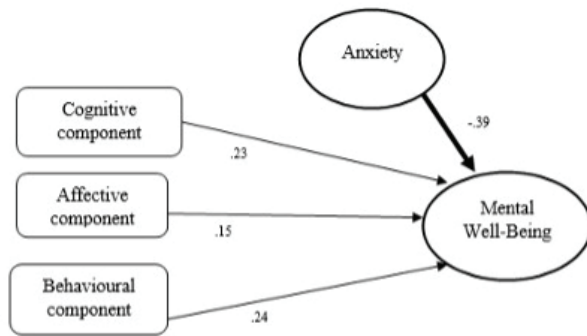 Anxiety
-.39
Cognitive
component
.23
Affective
component
.15
Mental
Well-Being
Behavioural
component
.24